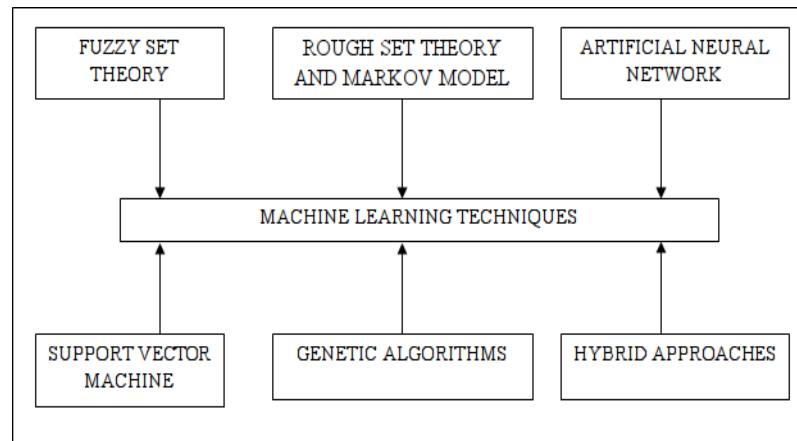 FUZZY SET
THEORY
ROUGH SET THEORY
AND MARKOV MODEL
ARTIFICIAL NEURAL
NETWORK
MACHINE LEARNING TECHNIQUES
SUPPORT VECTOR
MACHINE
GENETIC ALGORITHMS
HYBRID APPROACHES